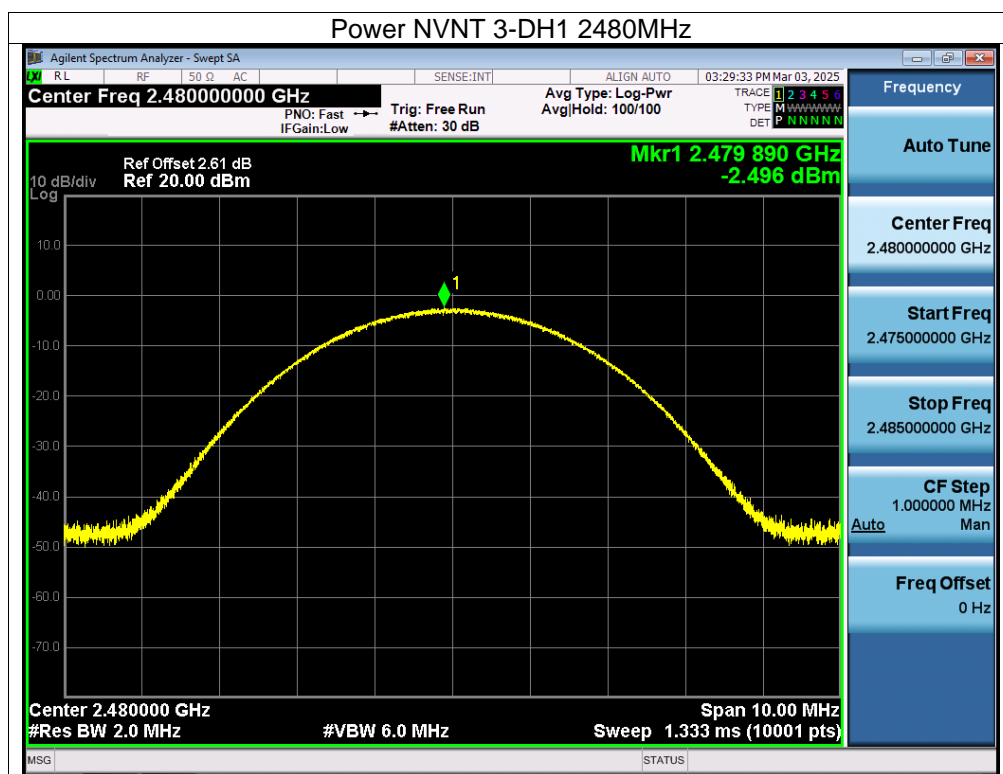 Power NVNT 3-DH1 2480MHz
Agilent Spectrum Analyzer - Swept SA
LXI RL RF 50 Ω AC SENSE:INT ALIGN AUTO 03:29:33 PM Mar 03, 2025
Center Freq 2.480000000 GHz
PNO: Fast
IFGain:Low
Trig: Free Run
#Atten: 30 dB
Avg Type: Log-Pwr
Avg|Hold: 100/100
TRACE 1 2 3 4 5 6
TYPE M WWWWW
DET P N N N N N
Ref Offset 2.61 dB
10 dB/div Ref 20.00 dBm
Log
Mkr1 2.479 890 GHz
-2.496 dBm
1
10.0
0.00
-10.0
-20.0
-30.0
-40.0
-50.0
-60.0
-70.0
Center 2.480000 GHz Span 10.00 MHz
#Res BW 2.0 MHz #VBW 6.0 MHz Sweep 1.333 ms (10001 pts)
MSG STATUS
Frequency
Auto Tune
Center Freq
2.480000000 GHz
Start Freq
2.475000000 GHz
Stop Freq
2.485000000 GHz
CF Step
1.000000 MHz
Auto Man
Freq Offset
0 Hz